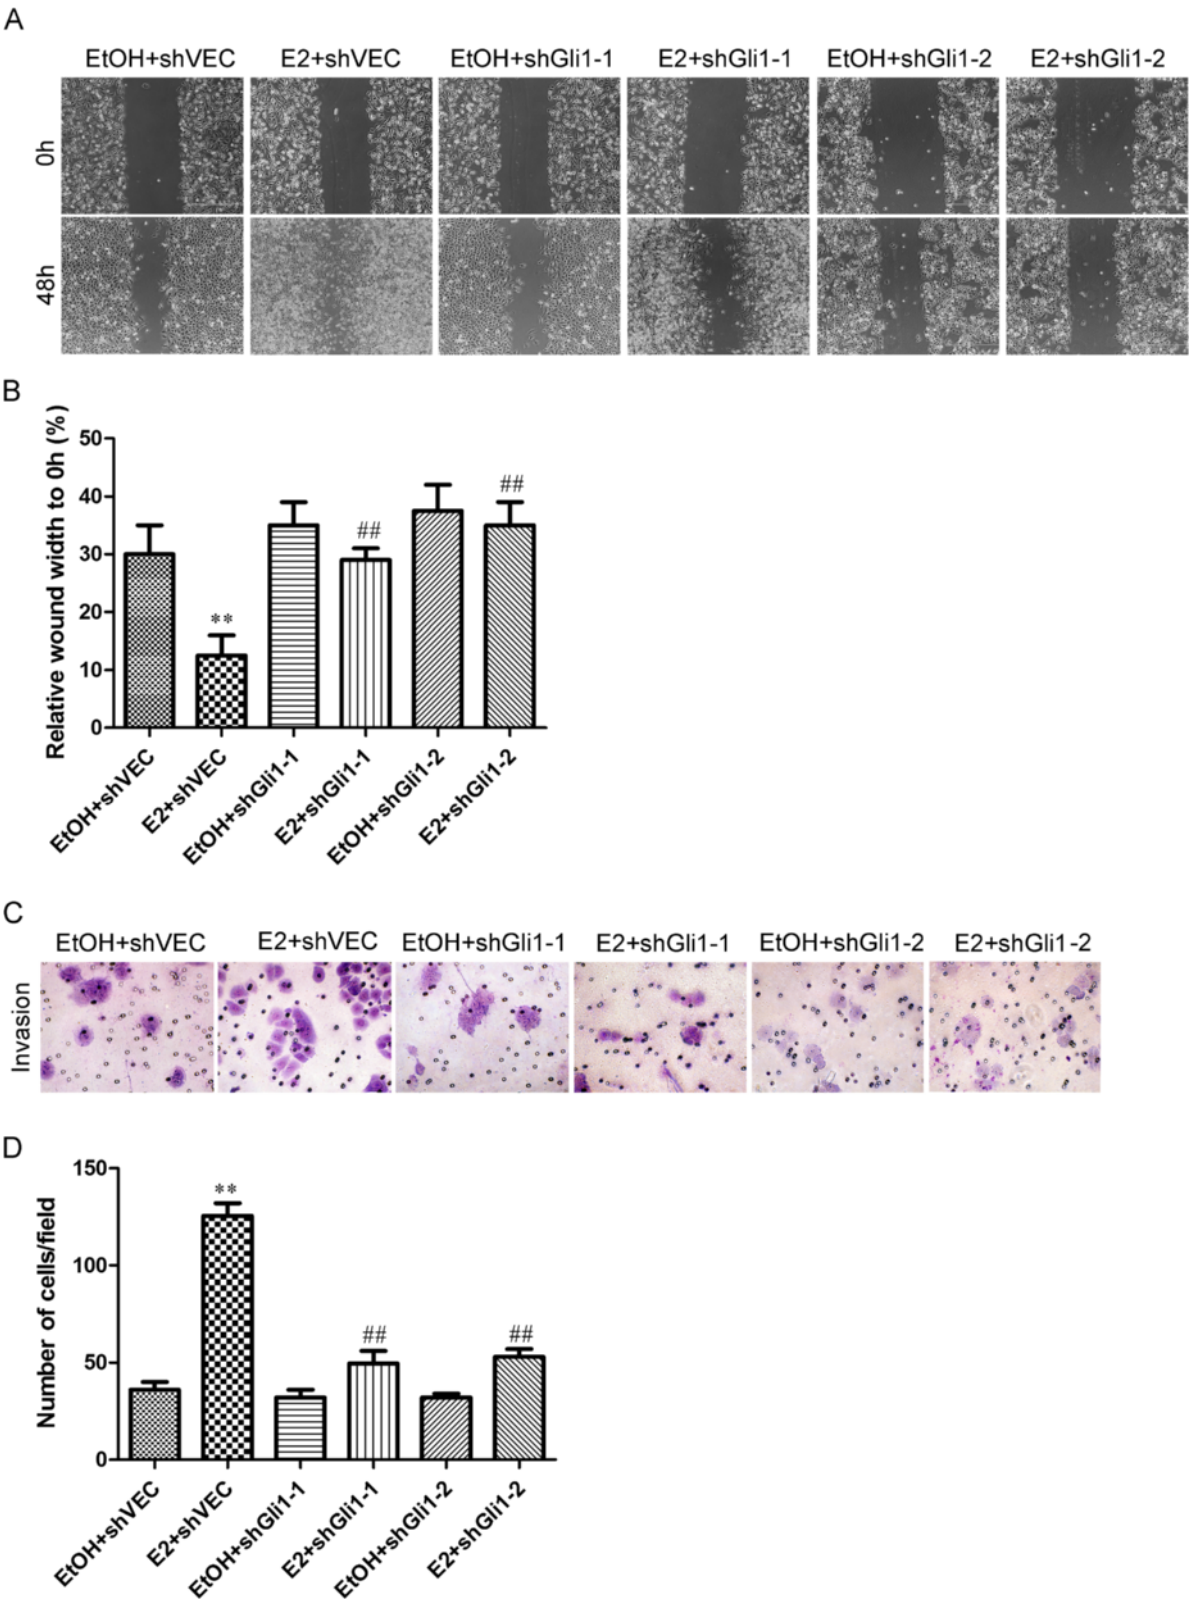 A
EtOH+shVEC E2+shVEC EtOH+shGli1-1 E2+shGli1-1 EtOH+shGli1-2 E2+shGli1-2
0h
48h
B
Relative wound width to 0h (%)
50
40
30
20
10
0
**
##
##
EtOH+shVEC
E2+shVEC
EtOH+shGli1-1
E2+shGli1-1
EtOH+shGli1-2
E2+shGli1-2
C
EtOH+shVEC E2+shVEC EtOH+shGli1-1 E2+shGli1-1 EtOH+shGli1-2 E2+shGli1-2
Invasion
D
Number of cells/field
150
100
50
0
**
##
##
EtOH+shVEC
E2+shVEC
EtOH+shGli1-1
E2+shGli1-1
EtOH+shGli1-2
E2+shGli1-2